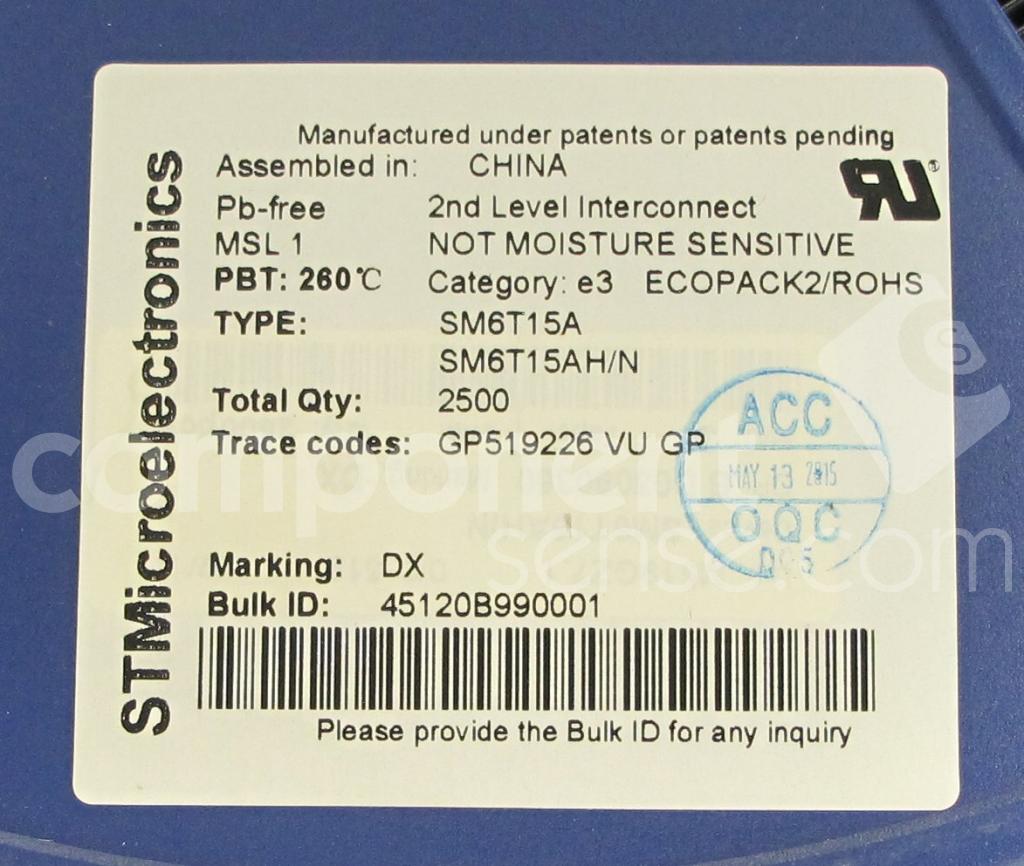 STMicroelectronics
Manufactured under patents or patents pending
Assembled in: CHINA
Pb-free 2nd Level Interconnect
MSL 1 NOT MOISTURE SENSITIVE
PBT: 260℃ Category: e3 ECOPACK2/ROHS
TYPE: SM6T15A
SM6T15AH/N
Total Qty: 2500
Trace codes: GP519226 VU GP
ACC
MAY 13 2015
OQC
Marking: DX
Bulk ID: 45120B990001
Please provide the Bulk ID for any inquiry
component
sense.com